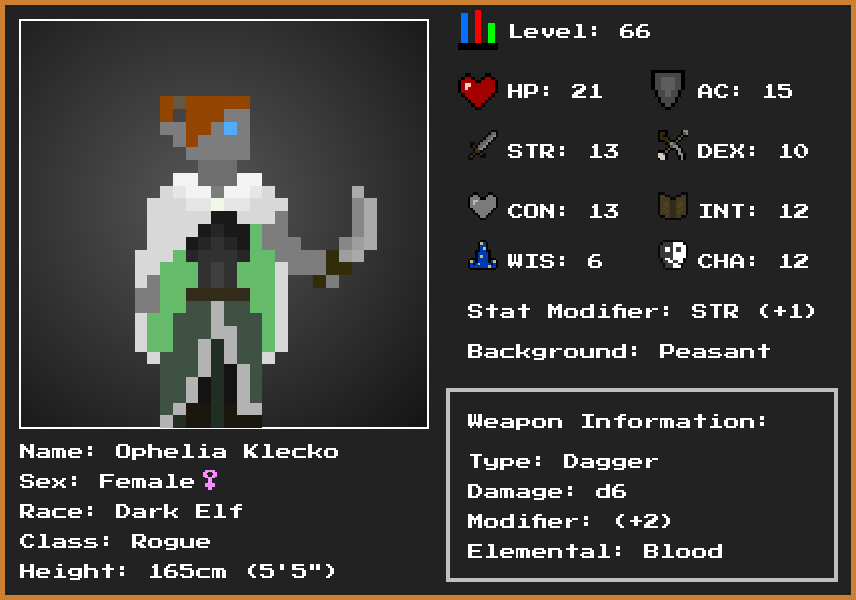 Level: 66
HP: 21 AC: 15
STR: 13 DEX: 10
CON: 13 INT: 12
WIS: 6 CHA: 12
Stat Modifier: STR (+1)
Background: Peasant
Weapon Information:
Type: Dagger
Damage: d6
Modifier: (+2)
Elemental: Blood
Name: Ophelia Klecko
Sex: Female♀
Race: Dark Elf
Class: Rogue
Height: 165cm (5'5")